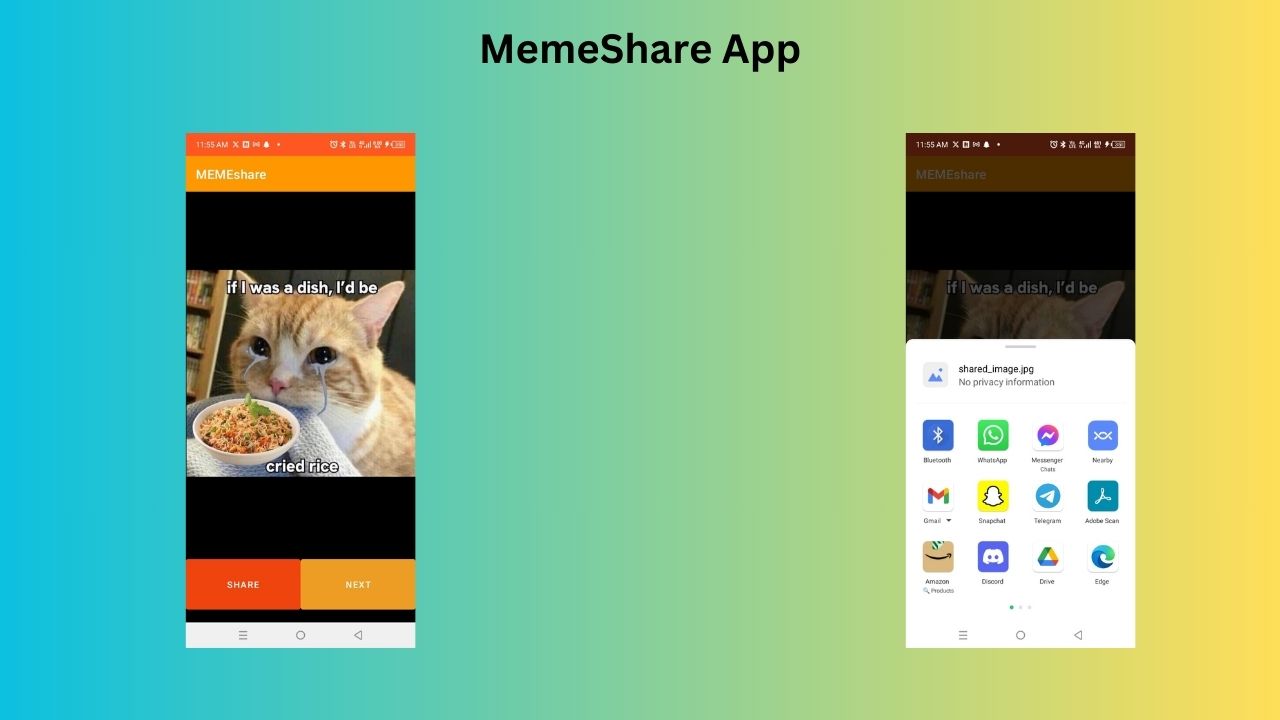 MemeShare App
11:55 AM
MEMEshare
if I was a dish, I'd be
cried rice
SHARE
NEXT
11:55 AM
MEMEshare
if I was a dish, I'd be
shared_image.jpg
No privacy information
Bluetooth
WhatsApp
Messenger
Chats
Nearby
Gmail
Snapchat
Telegram
Adobe Scan
Amazon
Products
Discord
Drive
Edge